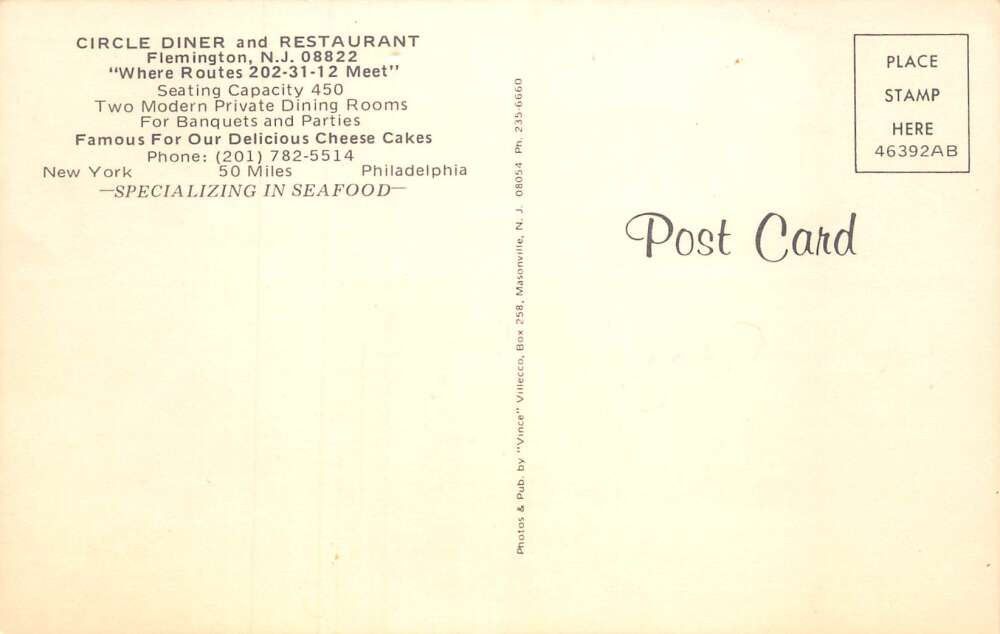 CIRCLE DINER and RESTAURANT
Flemington, N.J. 08822
"Where Routes 202-31-12 Meet"
Seating Capacity 450
Two Modern Private Dining Rooms
For Banquets and Parties
Famous For Our Delicious Cheese Cakes
Phone: (201) 782-5514
New York 50 Miles Philadelphia
—SPECIALIZING IN SEAFOOD—
Photos & Pub. by "Vince" Villecco, Box 258, Masonville, N. J. 08054 Ph. 235-6660
PLACE
STAMP
HERE
46392AB
Post Card